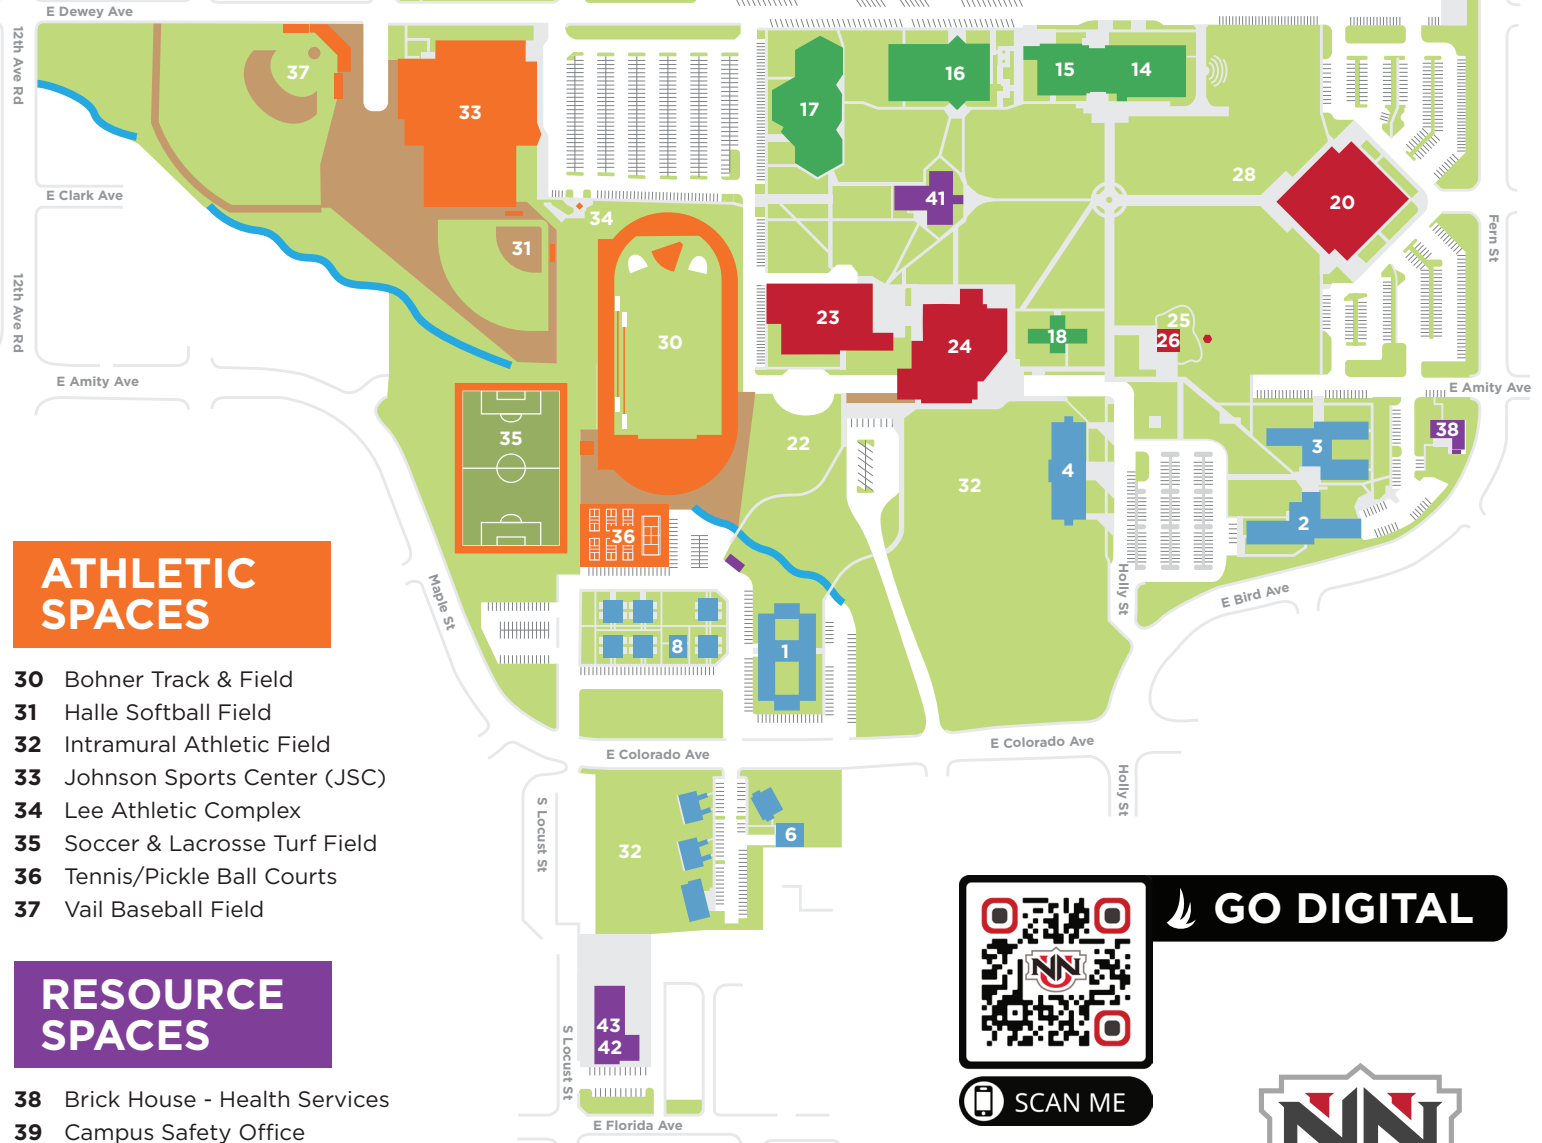 E Dewey Ave
12th Ave Rd
37
33
17
16
15
14
E Clark Ave
41
28
20
34
31
Fern St
12th Ave Rd
30
23
24
18
25
26
E Amity Ave
E Amity Ave
35
22
38
3
4
32
2
36
ATHLETIC
SPACES
Maple St
Holly St
E Bird Ave
8
1
30 Bohner Track & Field
31 Halle Softball Field
32 Intramural Athletic Field
33 Johnson Sports Center (JSC)
34 Lee Athletic Complex
35 Soccer & Lacrosse Turf Field
36 Tennis/Pickle Ball Courts
37 Vail Baseball Field
E Colorado Ave
E Colorado Ave
Holly St
S Locust St
6
32
GO DIGITAL
NNU
RESOURCE
SPACES
43
42
S Locust St
38 Brick House - Health Services
39 Campus Safety Office
SCAN ME
E Florida Ave
NN